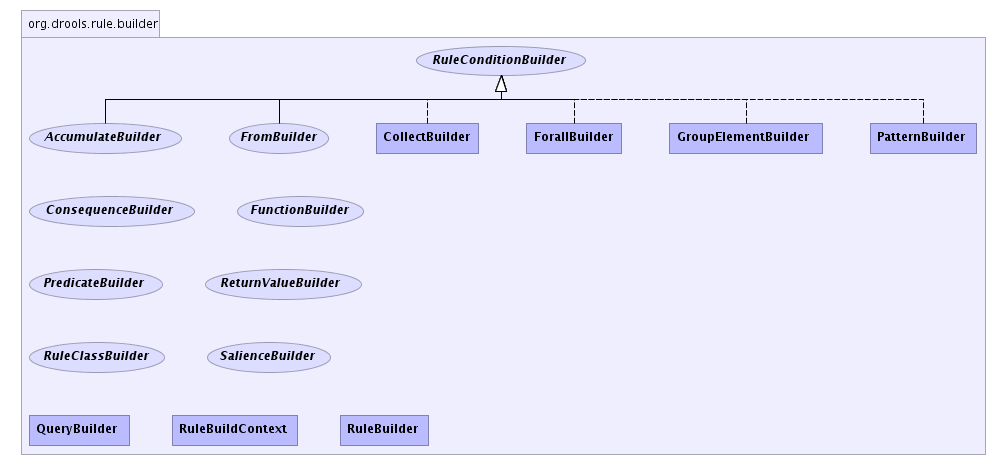 org.drools.rule.builder
RuleConditionBuilder
AccumulateBuilder
FromBuilder
CollectBuilder
ForallBuilder
GroupElementBuilder
PatternBuilder
ConsequenceBuilder
FunctionBuilder
PredicateBuilder
ReturnValueBuilder
RuleClassBuilder
SalienceBuilder
QueryBuilder
RuleBuildContext
RuleBuilder